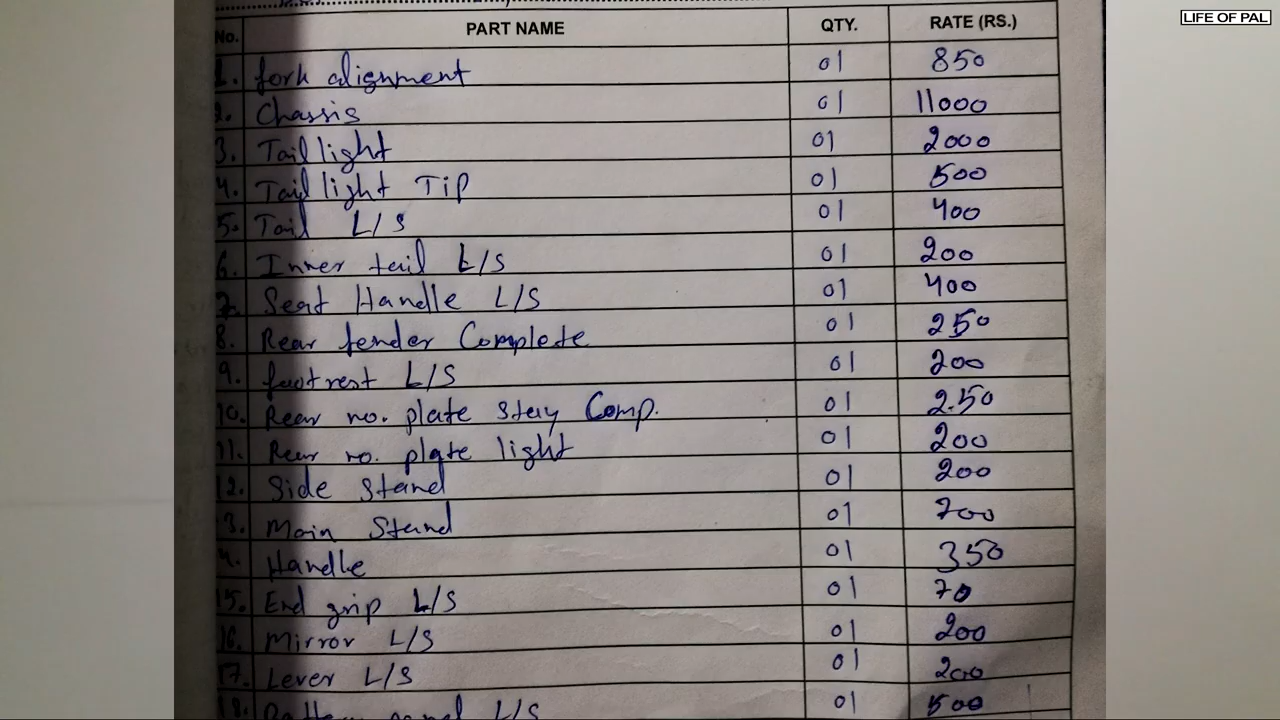 LIFE OF PAL
No. PART NAME QTY. RATE (RS.)
1. fork alignment 01 850
2. Chassis 01 11000
3. Tail light 01 2000
4. Tail light Tip 01 500
5. Tail L/S 01 400
6. Inner tail L/S 01 200
7. Seat Handle L/S 01 400
8. Rear fender Complete 01 250
9. foot rest L/S 01 200
10. Rear no. plate stay Comp. 01 250
11. Rear no. plate light 01 200
12. Side Stand 01 200
13. Main Stand 01 700
14. Handle 01 350
15. End grip L/S 01 70
16. Mirror L/S 01 200
17. Lever L/S 01 200
18. L/S 01 500